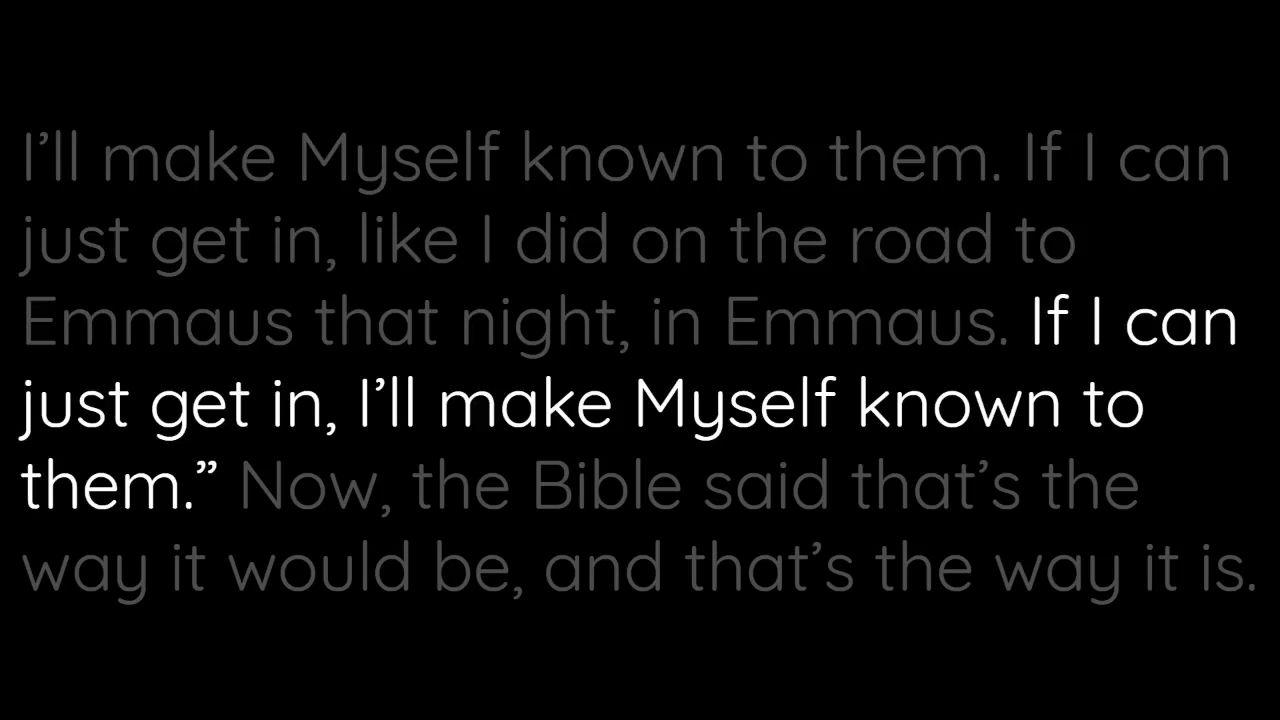 I’ll make Myself known to them. If I can
just get in, like I did on the road to
Emmaus that night, in Emmaus. If I can
just get in, I’ll make Myself known to
them.” Now, the Bible said that’s the
way it would be, and that’s the way it is.